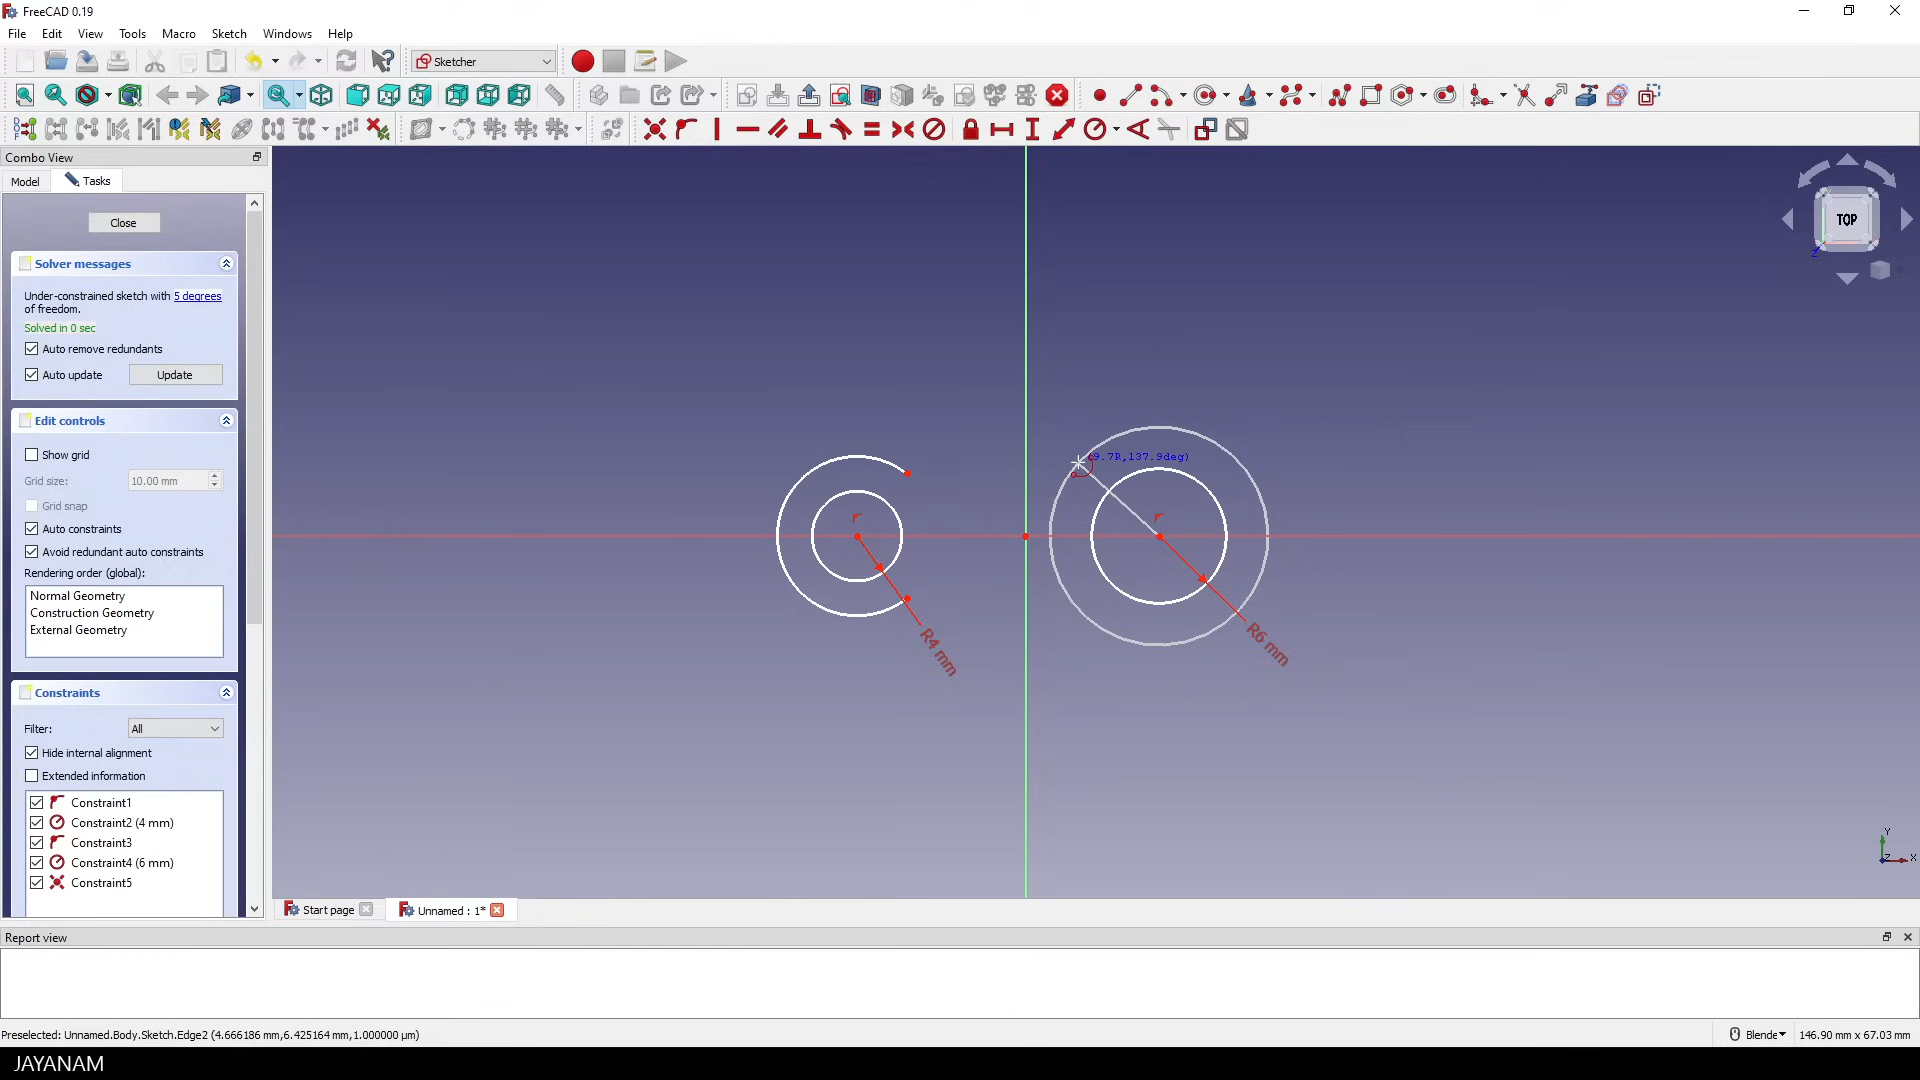 FreeCAD 0.19
File Edit View Tools Macro Sketch Windows Help
Sketcher
Combo View
Model Tasks
Close
Solver messages
Under-constrained sketch with 5 degrees
of freedom.
Solved in 0 sec
Auto remove redundants
Auto update Update
Edit controls
Show grid
Grid size: 10.00 mm
Grid snap
Auto constraints
Avoid redundant auto constraints
Rendering order (global):
Normal Geometry
Construction Geometry
External Geometry
Constraints
Filter: All
Hide internal alignment
Extended information
Constraint1
Constraint2 (4 mm)
Constraint3
Constraint4 (6 mm)
Constraint5
9.7R,137.9deg)
R4 mm
R6 mm
TOP
Z
Y
Z
X
Start page
Unnamed : 1*
Report view
Preselected: Unnamed.Body.Sketch.Edge2 (4.666186 mm,6.425164 mm,1.000000 µm)
Blende 146.90 mm x 67.03 mm
JAYANAM